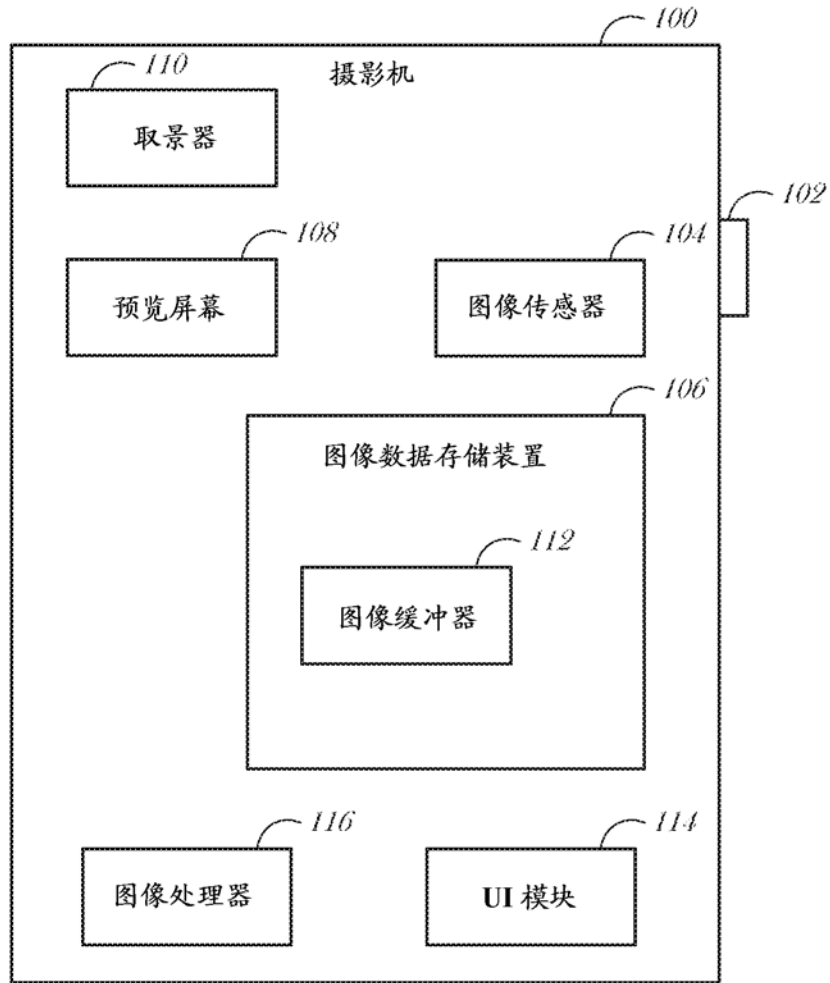 100
摄影机
110
取景器
102
108
预览屏幕
104
图像传感器
106
图像数据存储装置
112
图像缓冲器
116
图像处理器
114
UI 模块